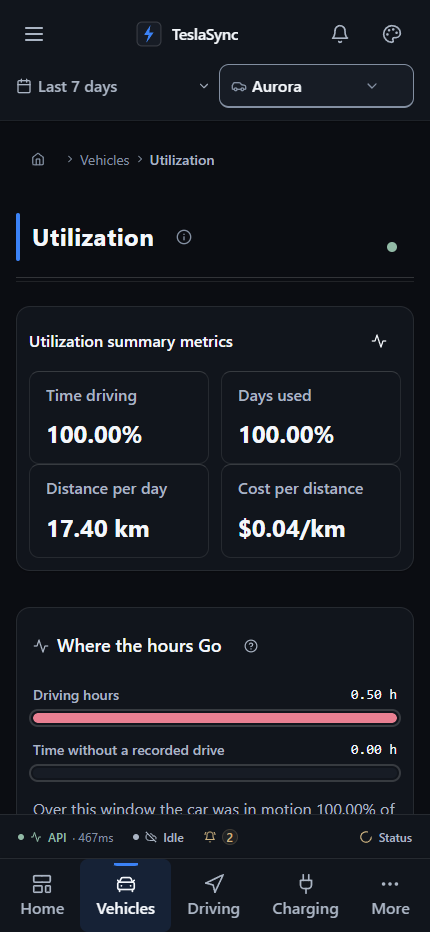 TeslaSync
Last 7 days
Aurora
Vehicles
Utilization
Utilization
Utilization summary metrics
Time driving
100.00%
Days used
100.00%
Distance per day
17.40 km
Cost per distance
$0.04/km
Where the hours Go
Driving hours
0.50 h
Time without a recorded drive
0.00 h
Over this window the car was in motion 100.00% of
API · 467ms
Idle
2
Status
Home
Vehicles
Driving
Charging
More